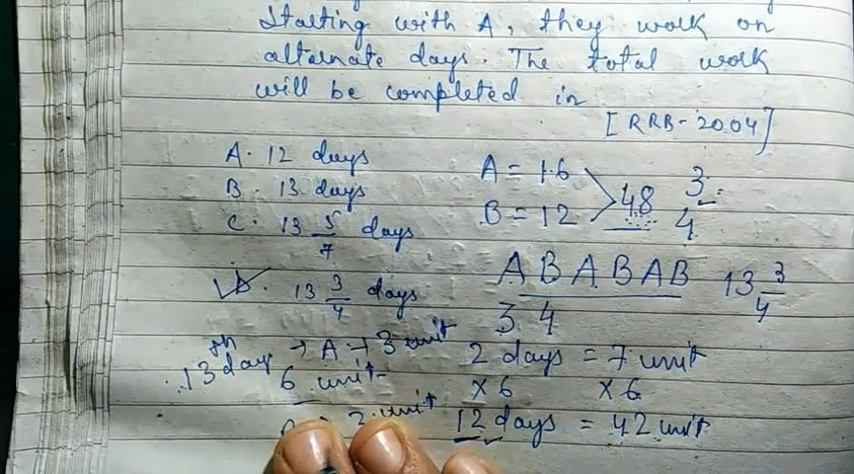 Starting with A, they work on
alternate days. The total work
will be completed in
[RRB-2004]
A. 12 days
B. 13 days
C. 13 5/7 days
D. 13 3/4 days
A = 16
B = 12
48
3/4
A B A B A B
3 4
13 3/4
2 days = 7 unit
×6 ×6
12 days = 42 unit
13th day → A → 3 unit
6 unit